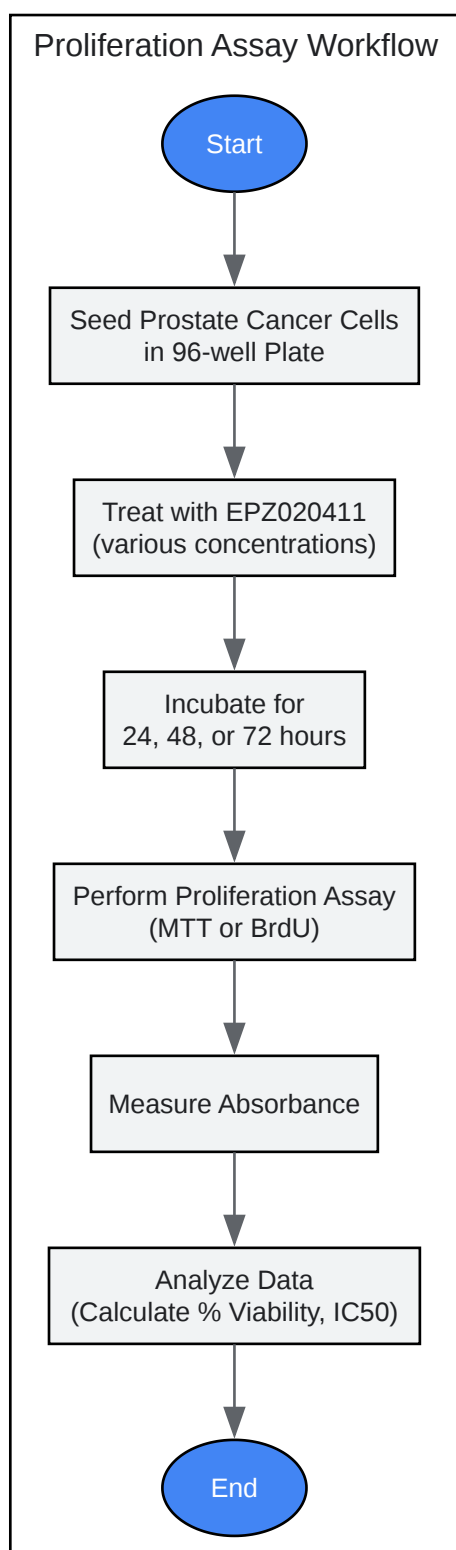 Proliferation Assay Workflow
Start
Seed Prostate Cancer Cells
in 96-well Plate
Treat with EPZ020411
(various concentrations)
Incubate for
24, 48, or 72 hours
Perform Proliferation Assay
(MTT or BrdU)
Measure Absorbance
Analyze Data
(Calculate % Viability, IC50)
End